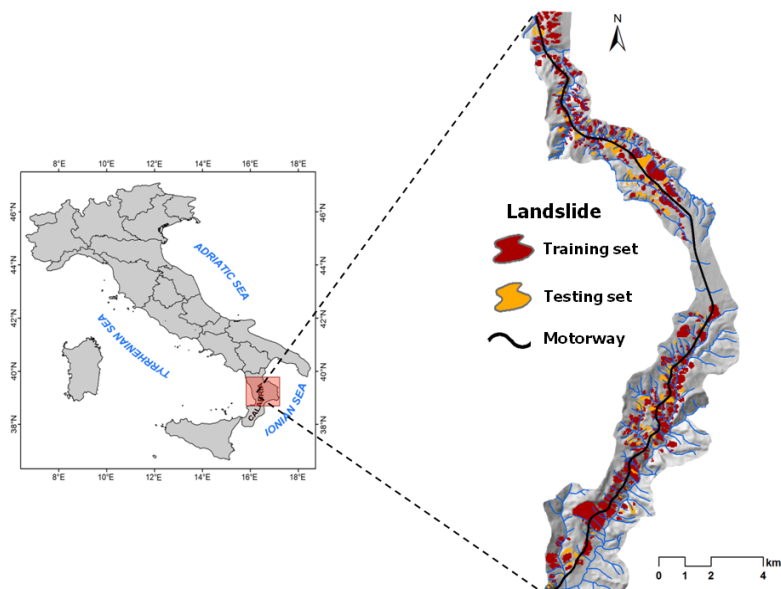 N
8°E 10°E 12°E 14°E 16°E 18°E
46°N 46°N
44°N 44°N
42°N 42°N
40°N 40°N
38°N 38°N
8°E 10°E 12°E 14°E 16°E 18°E
ADRIATIC SEA
TYRRHENIAN SEA
CALABRIA
IONIAN SEA
Landslide
Training set
Testing set
Motorway
km
0 1 2 4